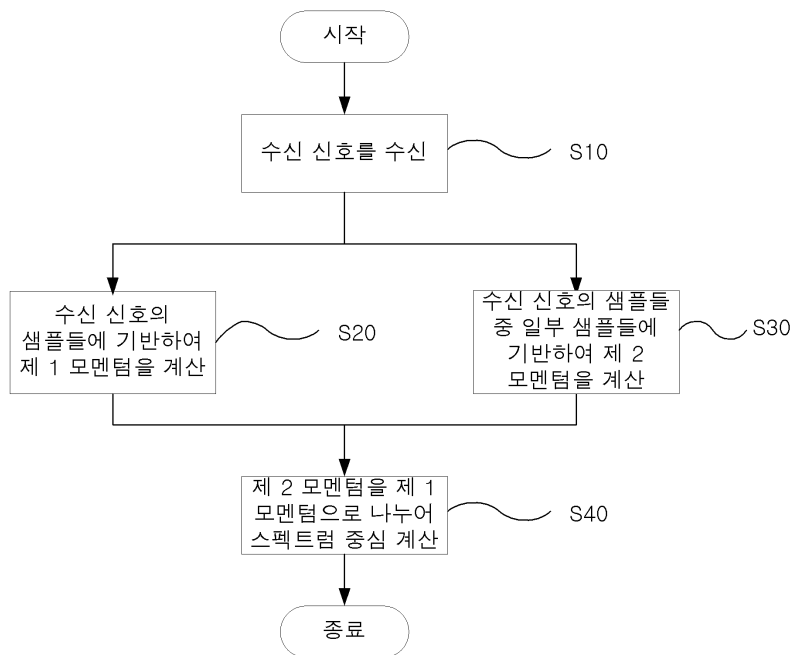 시작
수신 신호를 수신
S10
수신 신호의
샘플들에 기반하여
제 1 모멘텀을 계산
S20
수신 신호의 샘플들
중 일부 샘플들에
기반하여 제 2
모멘텀을 계산
S30
제 2 모멘텀을 제 1
모멘텀으로 나누어
스펙트럼 중심 계산
S40
종료